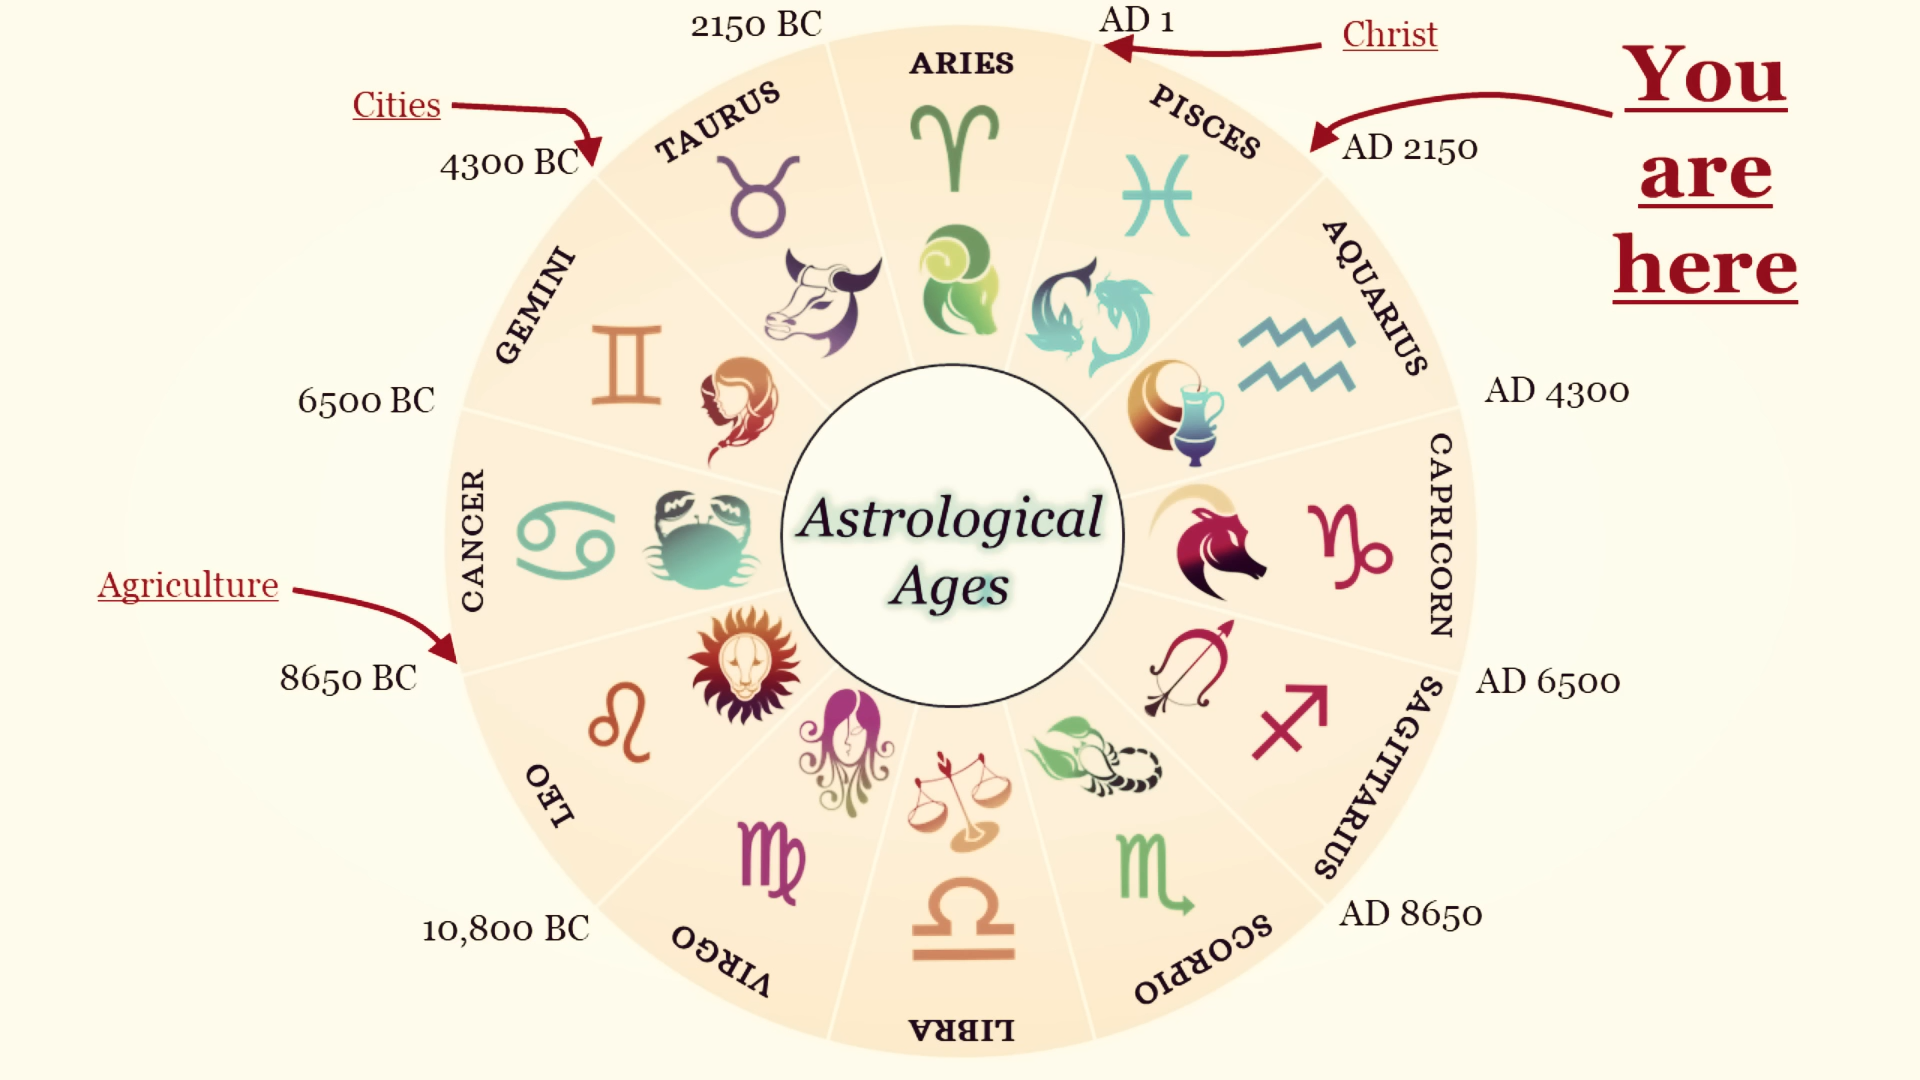 2150 BC
AD 1
Christ
You
are
here
Cities
4300 BC
AD 2150
ARIES
TAURUS
PISCES
GEMINI
AQUARIUS
6500 BC
AD 4300
CANCER
CAPRICORN
Astrological
Ages
Agriculture
8650 BC
AD 6500
LEO
SAGITTARIUS
10,800 BC
AD 8650
VIRGO
SCORPIO
LIBRA